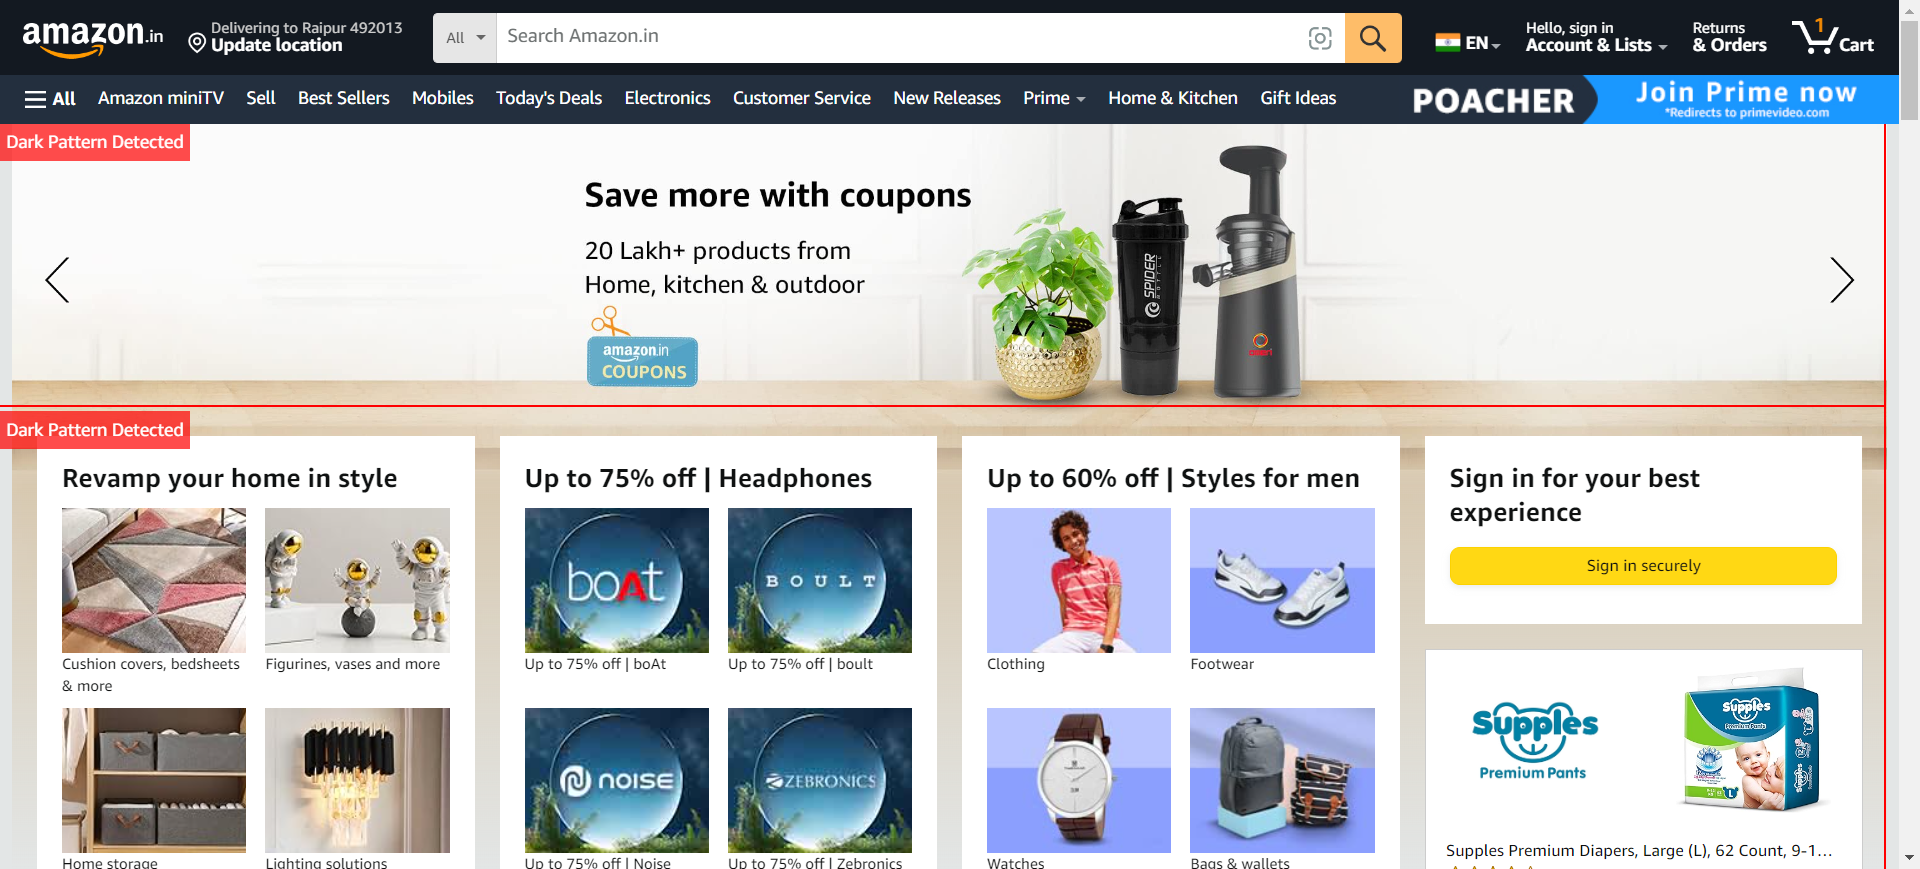 amazon.in
Delivering to Raipur 492013
Update location
All
Search Amazon.in
EN
Hello, sign in
Account & Lists
Returns
& Orders
1
Cart
All
Amazon miniTV
Sell
Best Sellers
Mobiles
Today's Deals
Electronics
Customer Service
New Releases
Prime
Home & Kitchen
Gift Ideas
POACHER
Join Prime now
*Redirects to primevideo.com
Dark Pattern Detected
Save more with coupons
20 Lakh+ products from
Home, kitchen & outdoor
amazon.in
COUPONS
SPIDER
BOTTLE
Dark Pattern Detected
Revamp your home in style
Cushion covers, bedsheets
& more
Figurines, vases and more
Home storage
Lighting solutions
Up to 75% off | Headphones
boAt
BOULT
Up to 75% off | boAt
Up to 75% off | boult
NOISE
ZEBRONICS
Up to 75% off | Noise
Up to 75% off | Zebronics
Up to 60% off | Styles for men
Clothing
Footwear
Watches
Bags & wallets
Sign in for your best
experience
Sign in securely
Supples
Premium Pants
Supples
Premium Pants
Supples
L
Supples Premium Diapers, Large (L), 62 Count, 9-1...